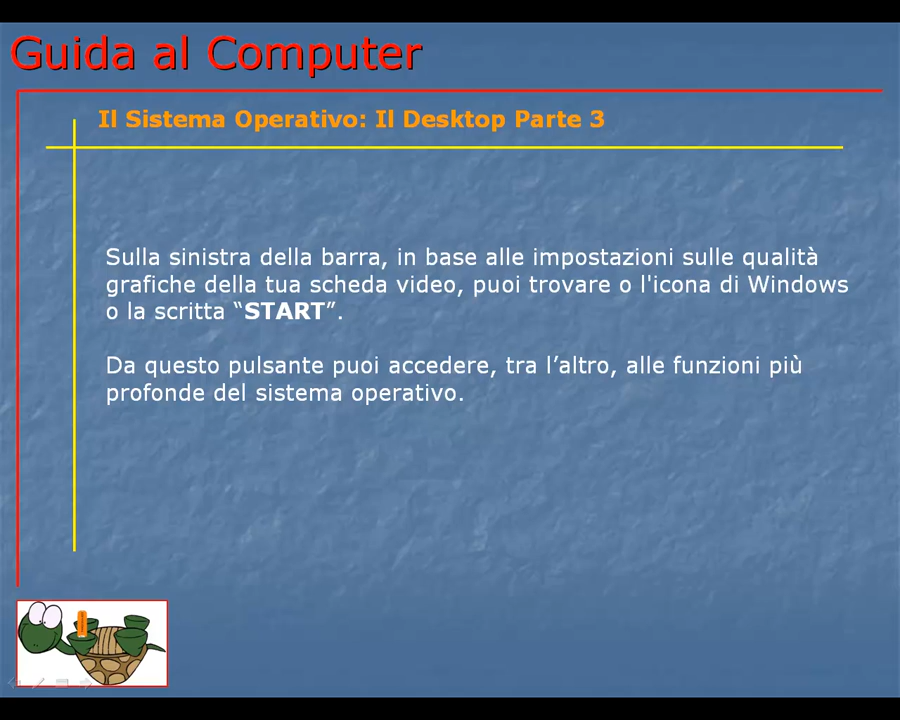 Guida al Computer
Il Sistema Operativo: Il Desktop Parte 3
Sulla sinistra della barra, in base alle impostazioni sulle qualità
grafiche della tua scheda video, puoi trovare o l'icona di Windows
o la scritta “START”.
Da questo pulsante puoi accedere, tra l’altro, alle funzioni più
profonde del sistema operativo.